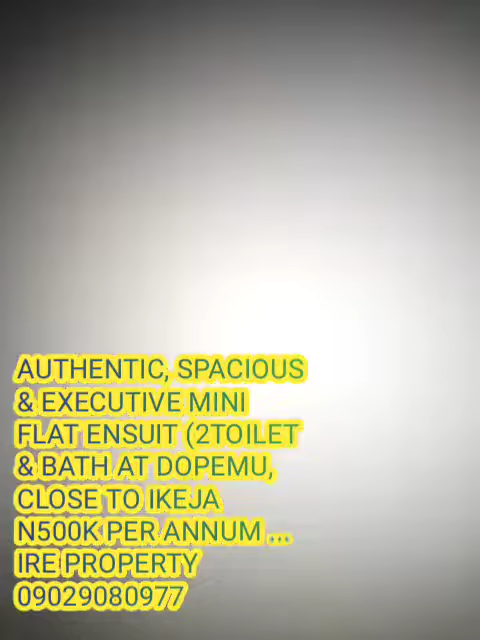 AUTHENTIC, SPACIOUS
& EXECUTIVE MINI
FLAT ENSUIT (2TOILET
& BATH AT DOPEMU,
CLOSE TO IKEJA
N500K PER ANNUM ...
IRE PROPERTY
09029080977